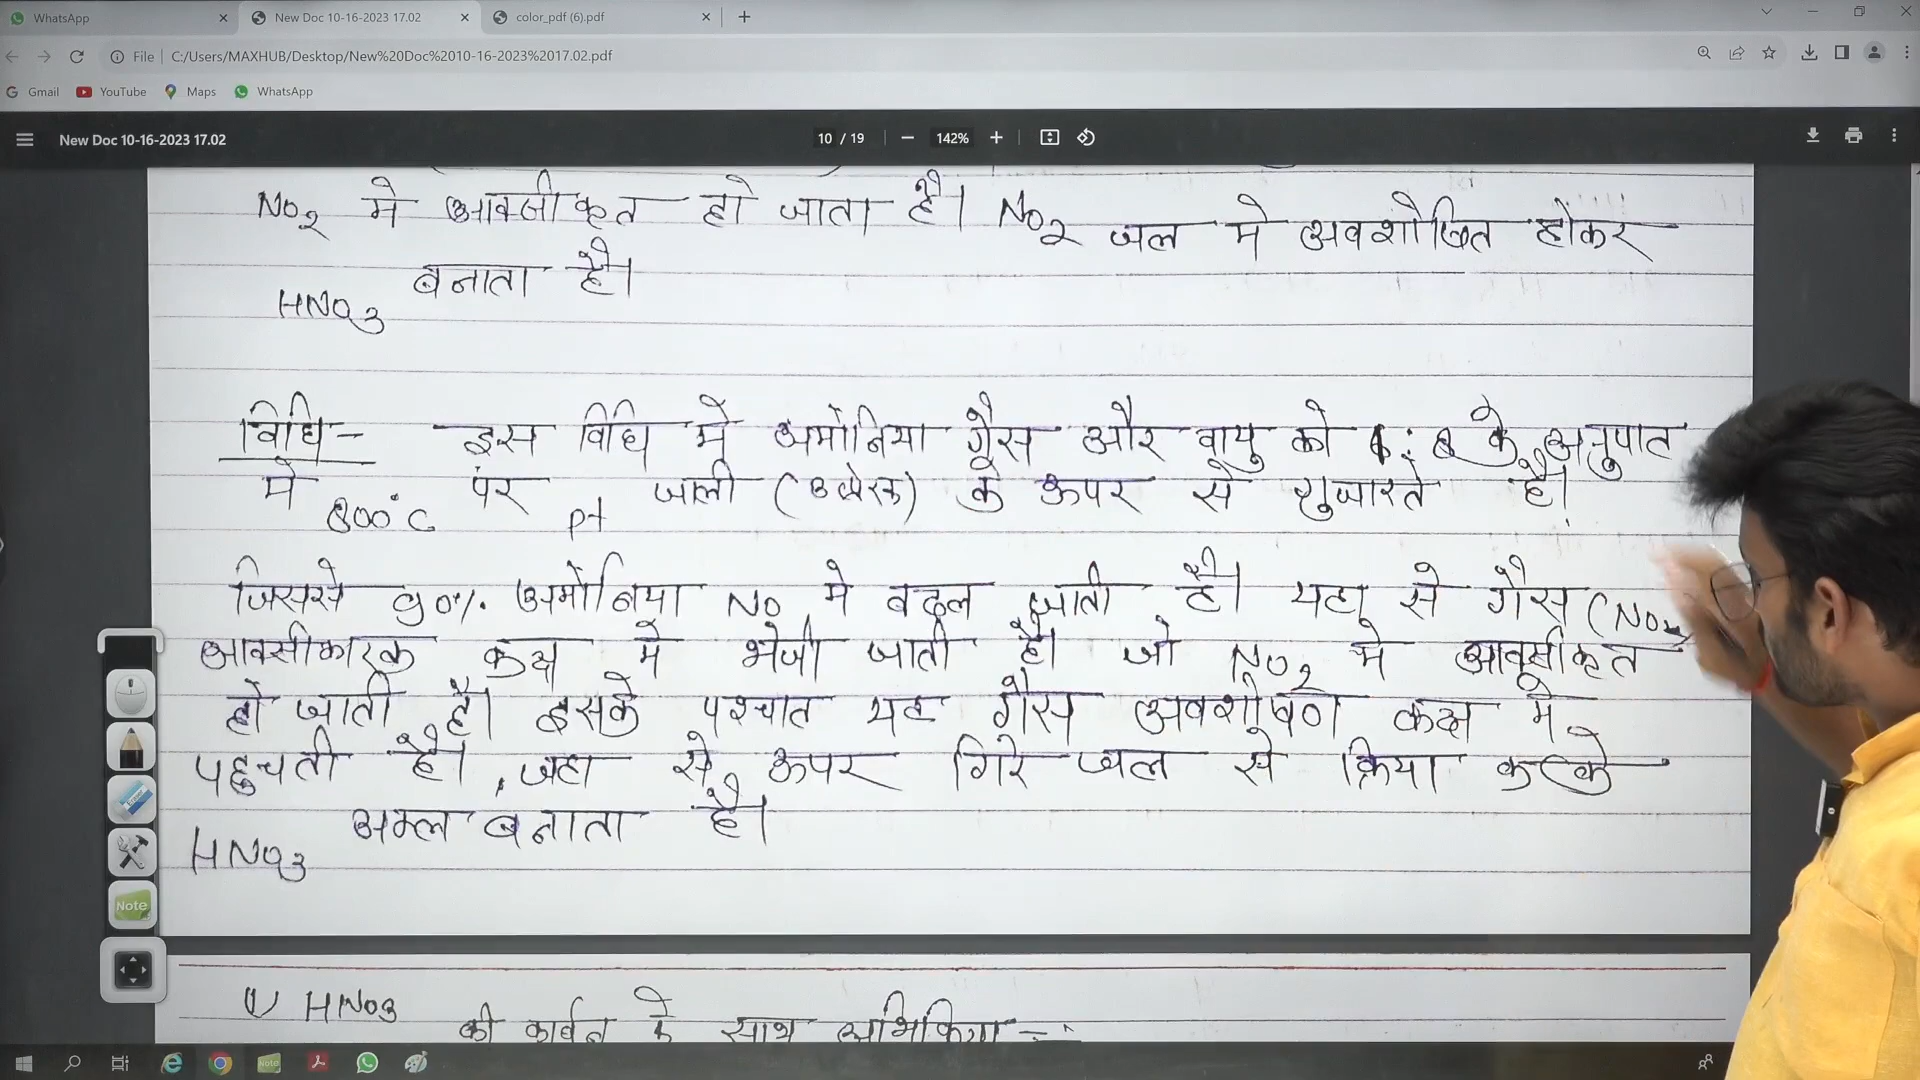 WhatsApp New Doc 10-16-2023 17.02 color_pdf (6).pdf
File C:/Users/MAXHUB/Desktop/New%20Doc%2010-16-2023%2017.02.pdf
Gmail YouTube Maps WhatsApp
New Doc 10-16-2023 17.02 10 / 19 142%
NO2 मे आक्जीकृत हो जाता है। NO2 जल मे अवशोषित होकर
HNO3 बनाता है।
विधि- इस विधि में अमोनिया गैस और वायु को 1:8 के अनुपात
मे 800°C पर pt जाली (उत्प्रेरक) के ऊपर से गुजारते है।
जिससे 90%. अमोनिया NO मे बदल जाती है। यहा से गैस (NO
आक्सीकारक कक्ष मे भेजी जाती है। जो NO2 मे आक्सीकृत
हो जाती है। इसके पश्चात यह गैस अवशोषण कक्ष मे
पहुचती है। जहा से ऊपर गिरे जल से क्रिया करके
HNO3 अम्ल बनाता है।
Note
HNO3 की कार्बन के साथ अभिक्रिया -